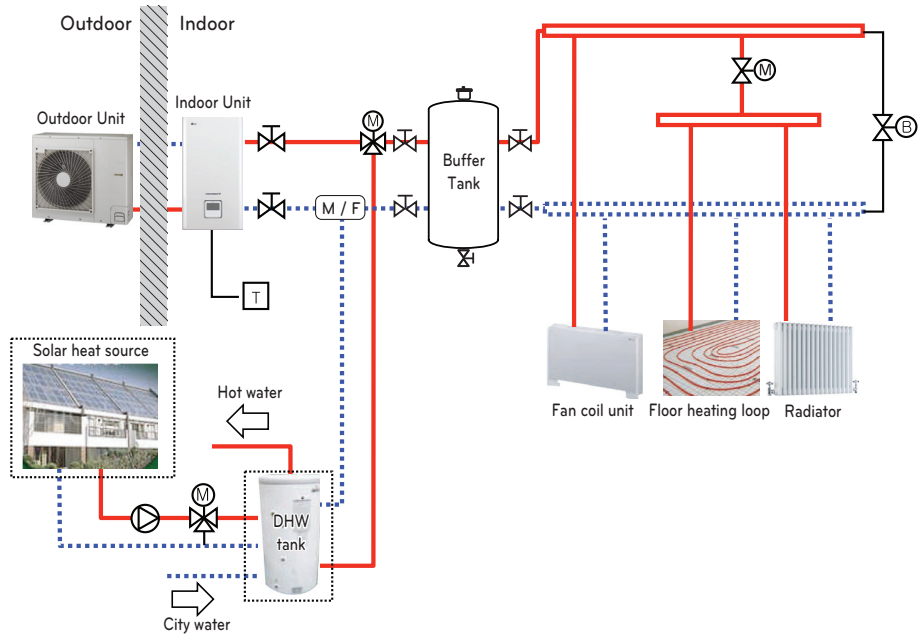 Outdoor
Indoor
Outdoor Unit
Indoor Unit
M
M
B
Buffer
Tank
M / F
T
Solar heat source
Hot water
Fan coil unit
Floor heating loop
Radiator
M
DHW
tank
City water